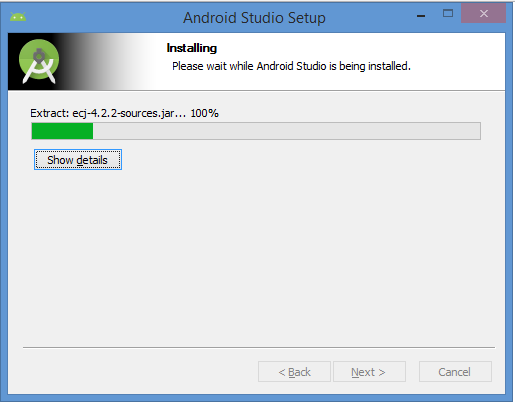 Android Studio Setup
Installing
Please wait while Android Studio is being installed.
Extract: ecj-4.2.2-sources.jar... 100%
Show details
< Back
Next >
Cancel